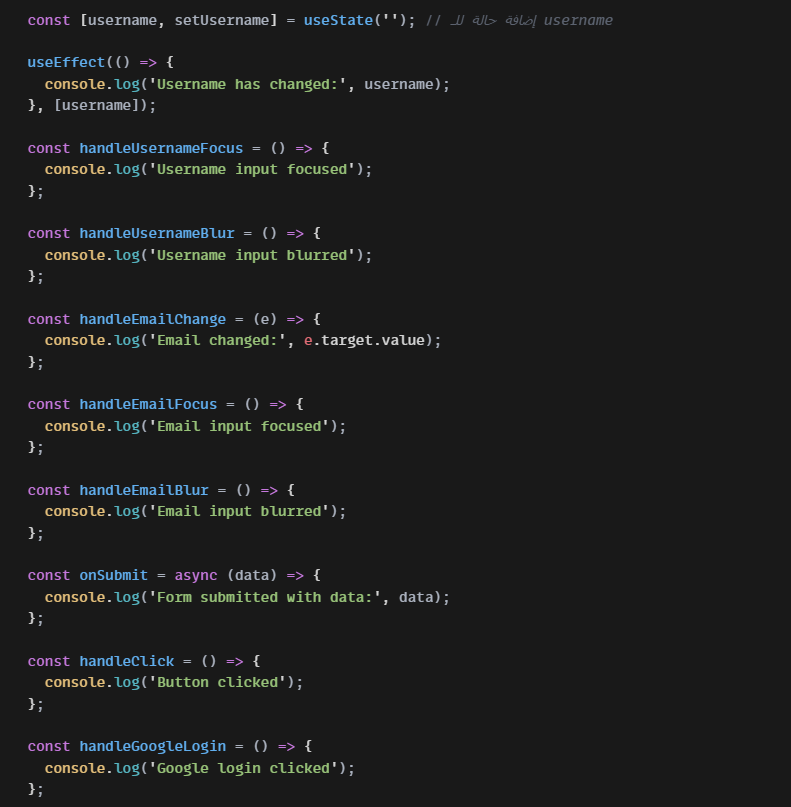 const [username, setUsername] = useState(''); // إضافة حالة للـ username
useEffect(() => {
console.log('Username has changed:', username);
}, [username]);
const handleUsernameFocus = () => {
console.log('Username input focused');
};
const handleUsernameBlur = () => {
console.log('Username input blurred');
};
const handleEmailChange = (e) => {
console.log('Email changed:', e.target.value);
};
const handleEmailFocus = () => {
console.log('Email input focused');
};
const handleEmailBlur = () => {
console.log('Email input blurred');
};
const onSubmit = async (data) => {
console.log('Form submitted with data:', data);
};
const handleClick = () => {
console.log('Button clicked');
};
const handleGoogleLogin = () => {
console.log('Google login clicked');
};